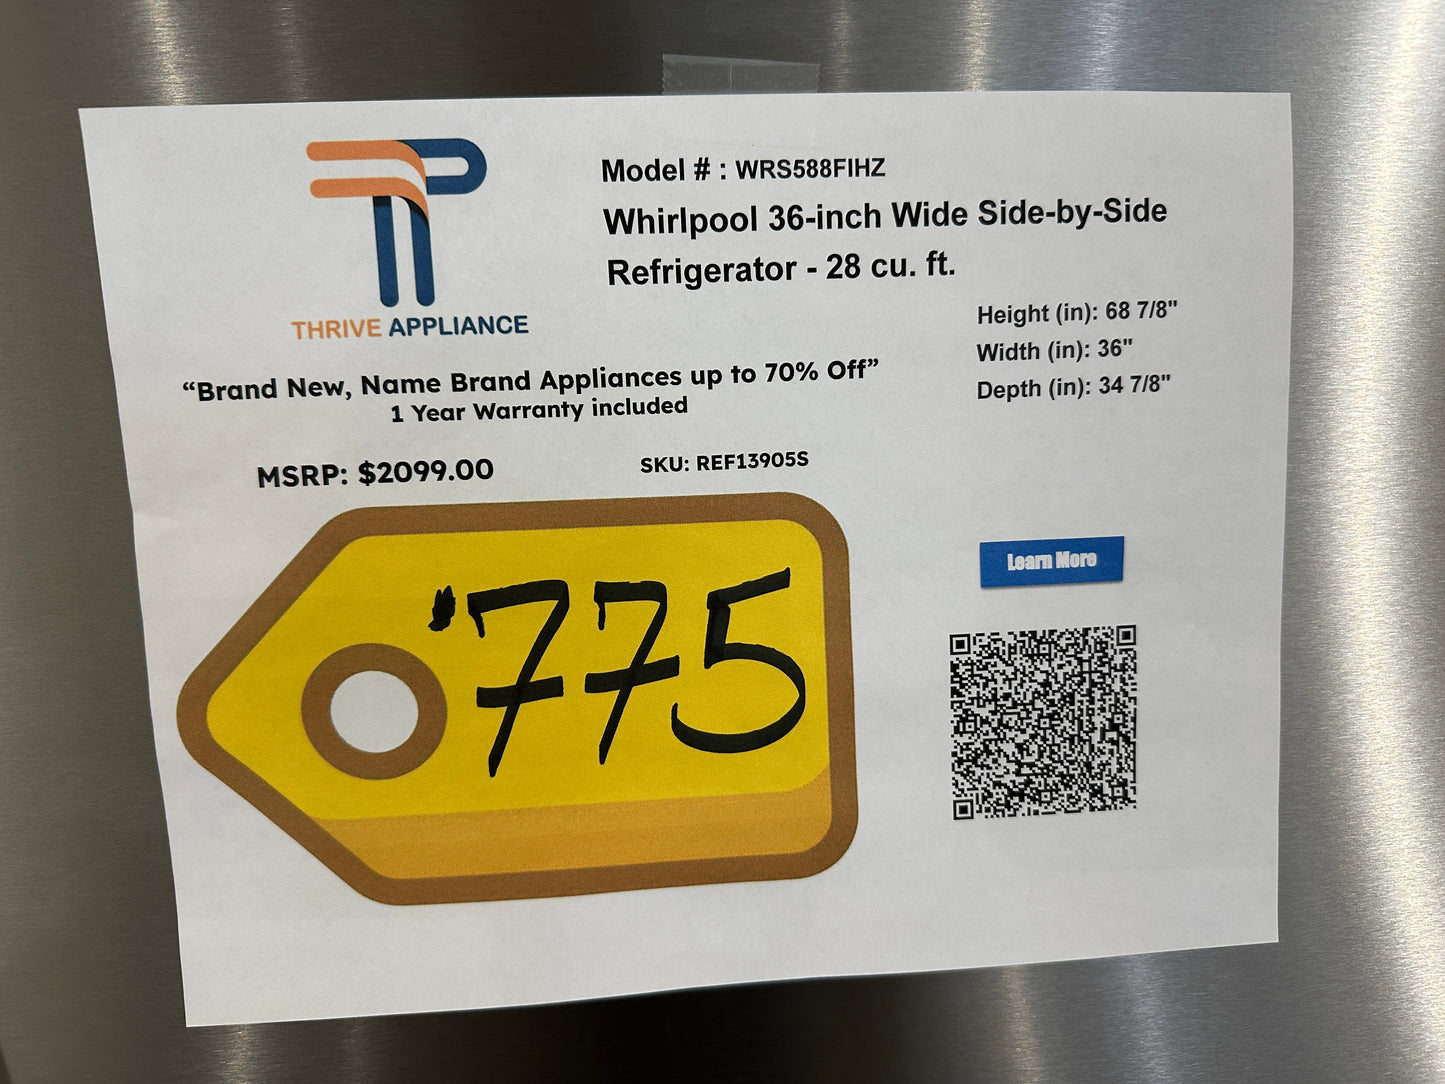 Model # : WRS588FIHZ
Whirlpool 36-inch Wide Side-by-Side
Refrigerator - 28 cu. ft.
THRIVE APPLIANCE
Height (in): 68 7/8"
Width (in): 36"
Depth (in): 34 7/8"
“Brand New, Name Brand Appliances up to 70% Off”
1 Year Warranty included
MSRP: $2099.00
SKU: REF13905S
'775
Learn More